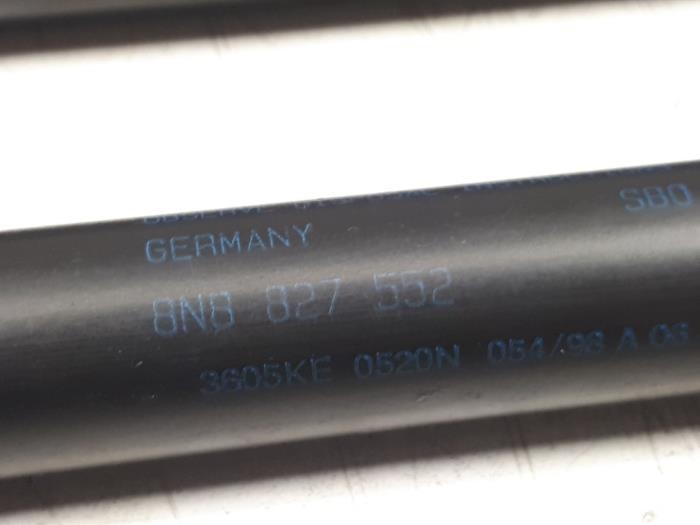 SBO
GERMANY
8N8 827 552
3605KE 0520N 054/98 A 06